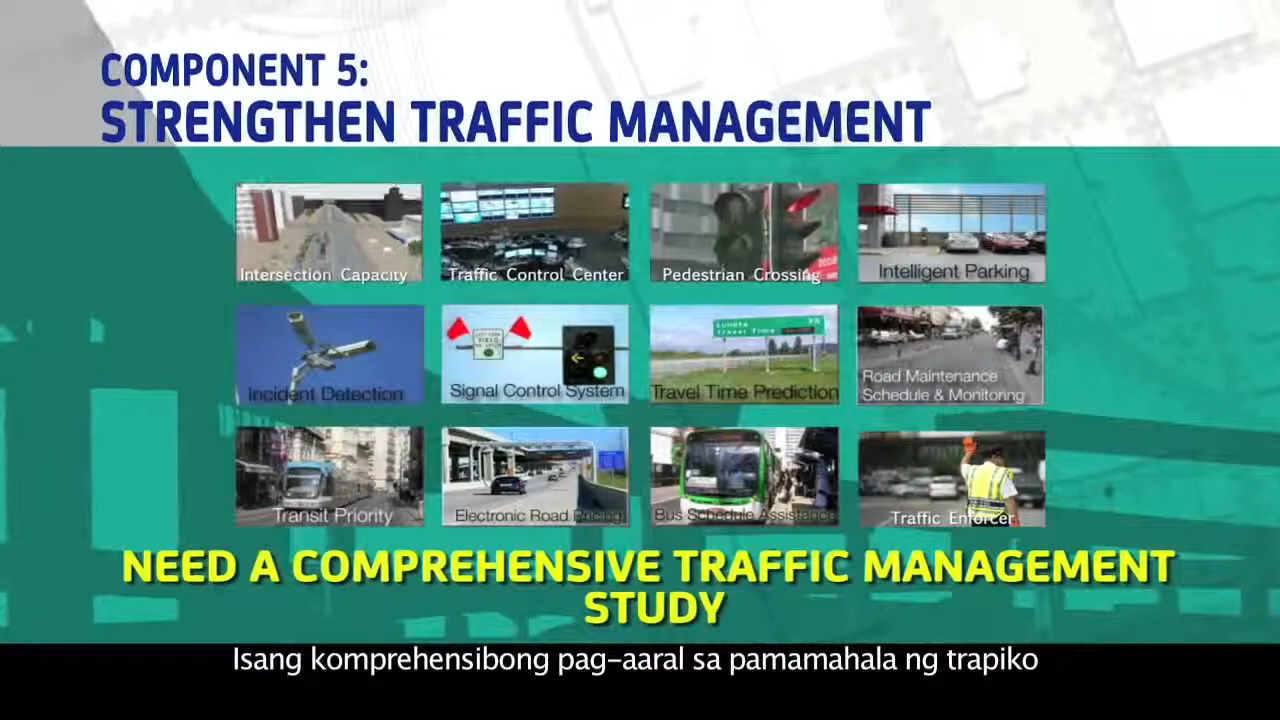 COMPONENT 5:
STRENGTHEN TRAFFIC MANAGEMENT
Intersection Capacity
Traffic Control Center
Pedestrian Crossing
Intelligent Parking
Incident Detection
Signal Control System
Travel Time Prediction
Road Maintenance
Schedule & Monitoring
Transit Priority
Electronic Road Pricing
Bus Schedule Assistance
Traffic Enforcer
NEED A COMPREHENSIVE TRAFFIC MANAGEMENT
STUDY
Isang komprehensibong pag-aaral sa pamamahala ng trapiko